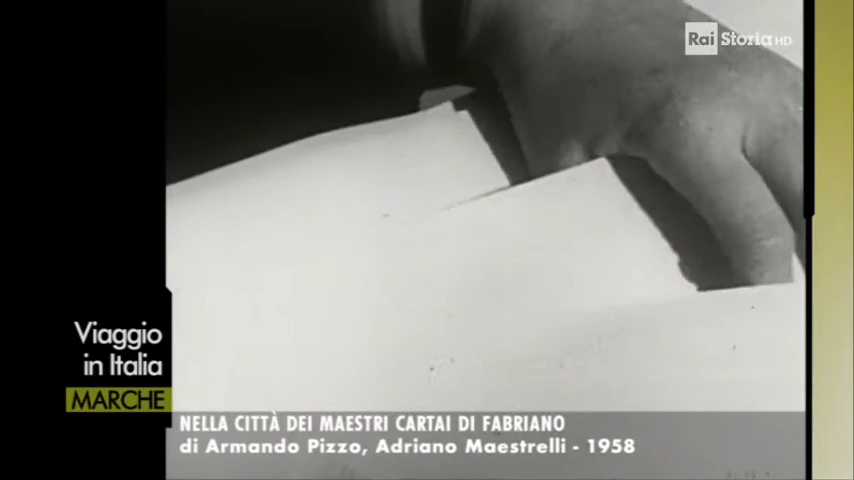 Rai Storia HD
Viaggio
in Italia
MARCHE
NELLA CITTÀ DEI MAESTRI CARTAI DI FABRIANO
di Armando Pizzo, Adriano Maestrelli - 1958